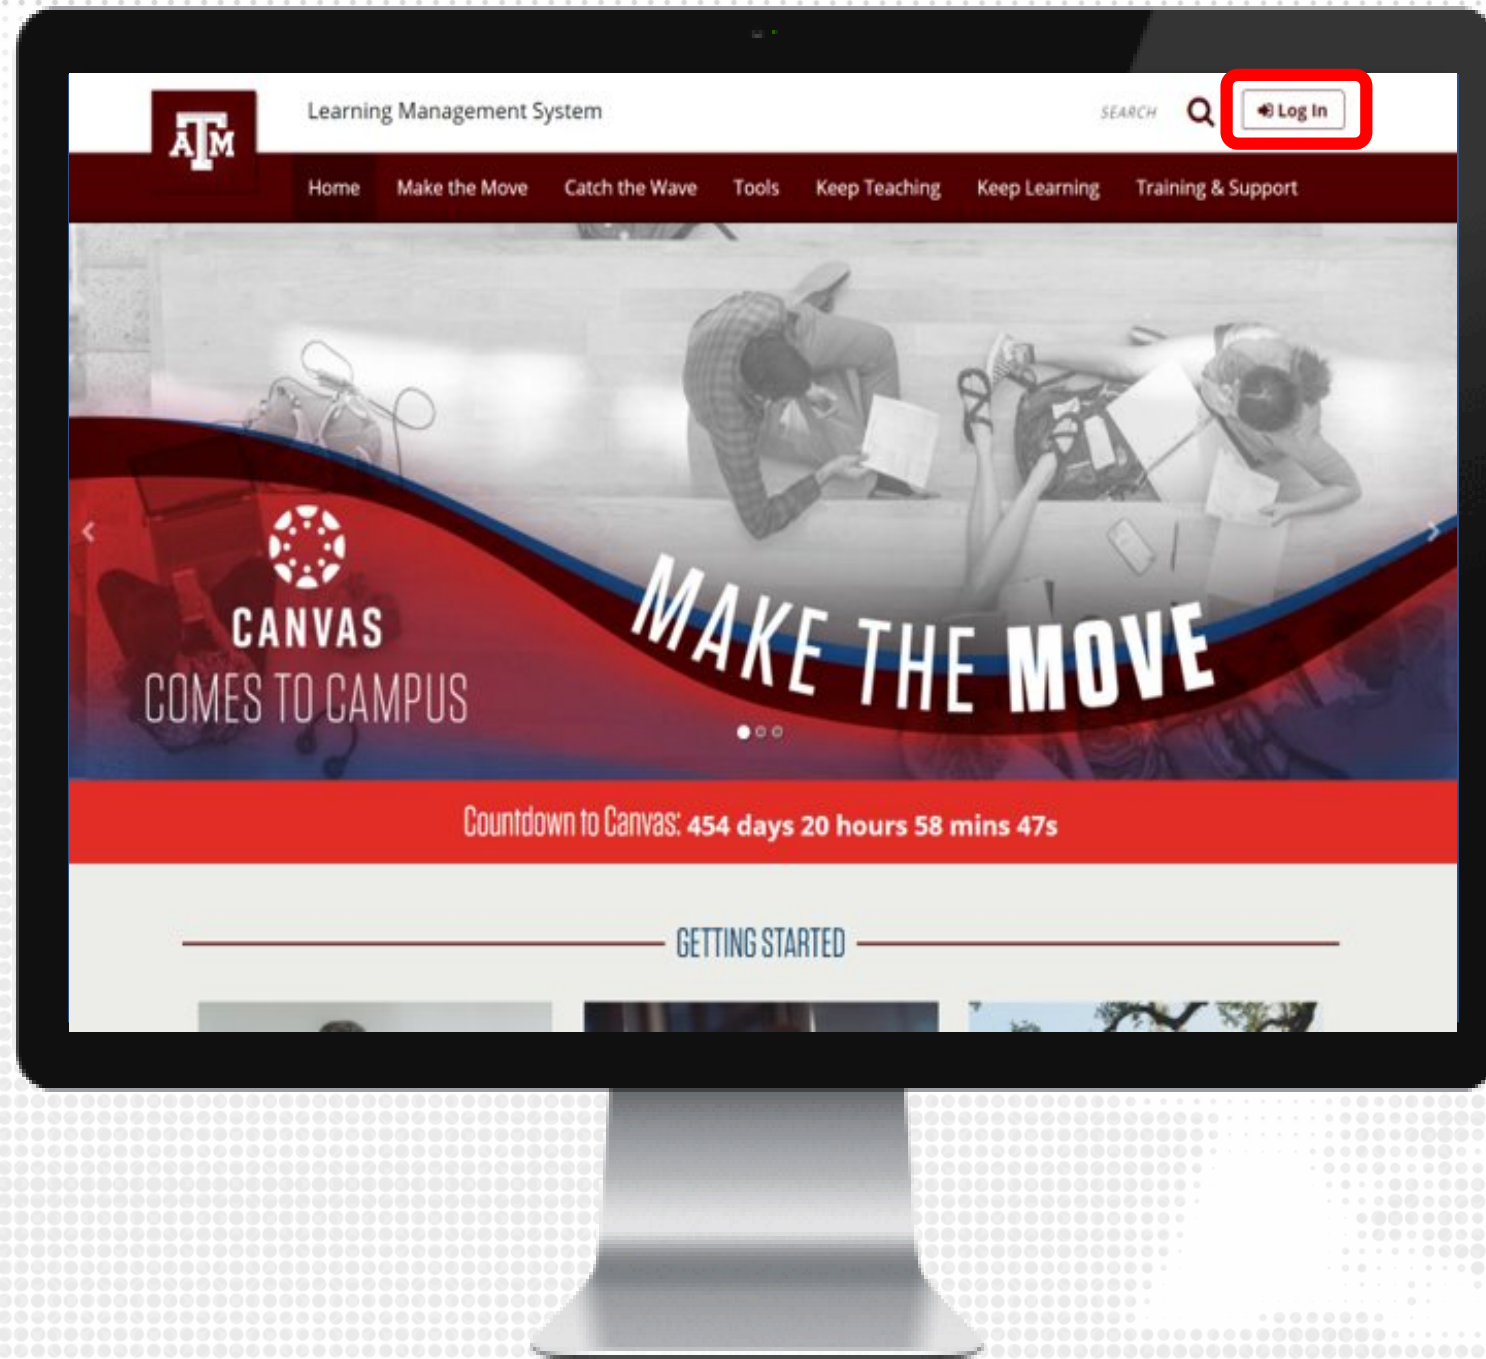 ATM
Learning Management System
SEARCH
Log In
Home Make the Move Catch the Wave Tools Keep Teaching Keep Learning Training & Support
CANVAS
COMES TO CAMPUS
MAKE THE MOVE
Countdown to Canvas: 454 days 20 hours 58 mins 47s
GETTING STARTED